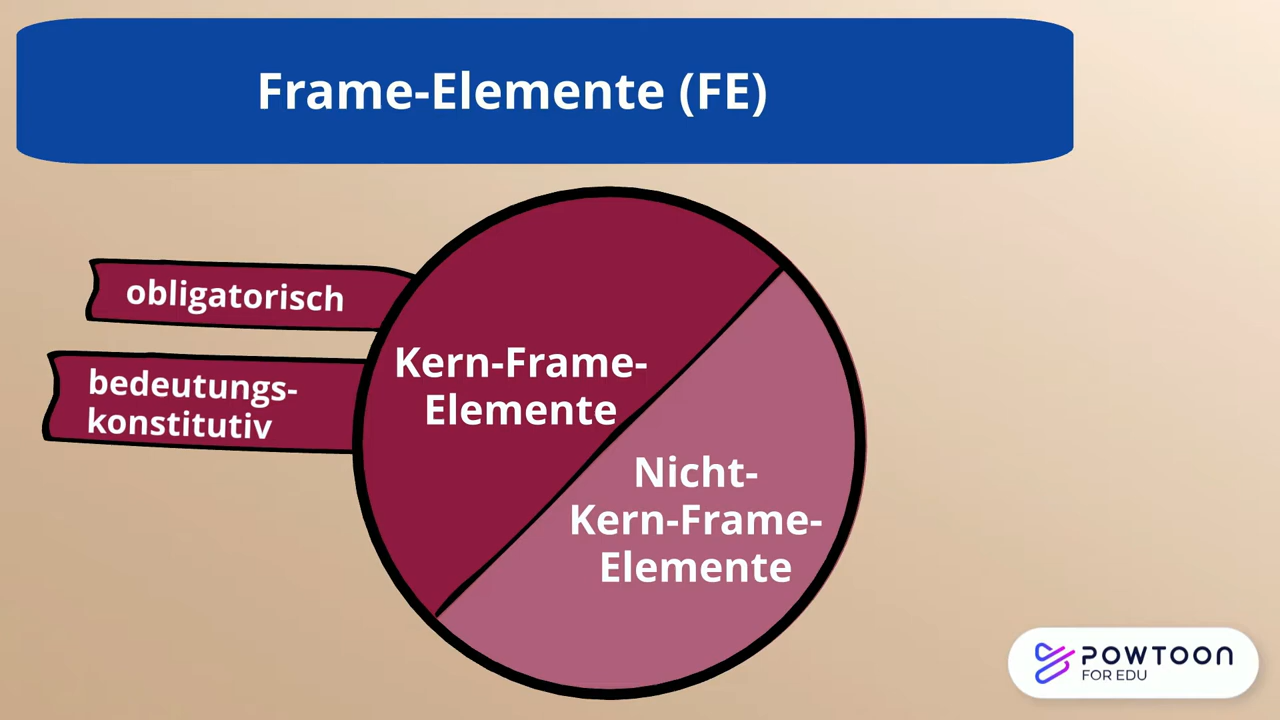 Frame-Elemente (FE)
obligatorisch
bedeutungs-
konstitutiv
Kern-Frame-
Elemente
Nicht-
Kern-Frame-
Elemente
POWTOON
FOR EDU